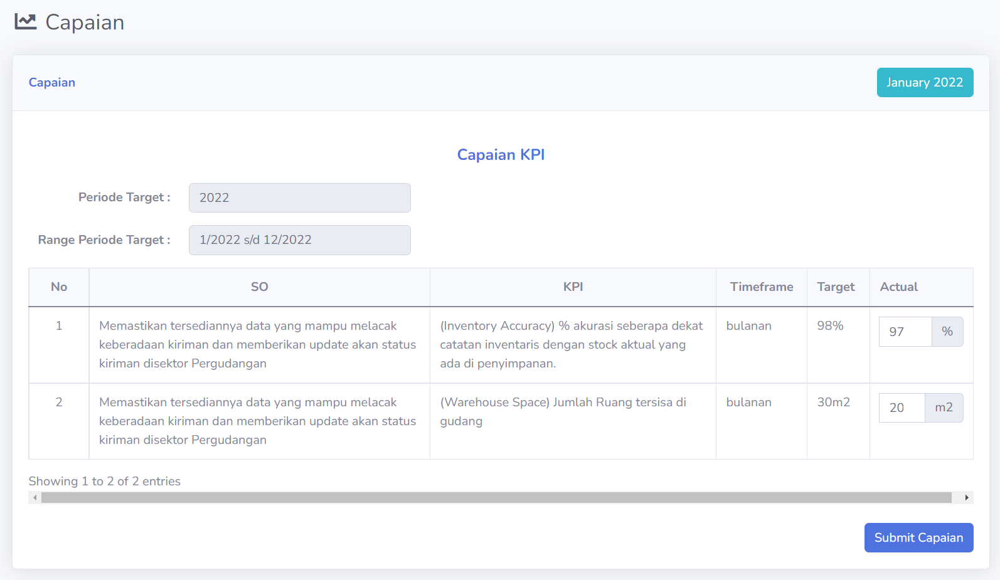 Capaian
Capaian
January 2022
Capaian KPI
Periode Target :
2022
Range Periode Target :
1/2022 s/d 12/2022
No
SO
KPI
Timeframe
Target
Actual
1
Memastikan tersediannya data yang mampu melacak
keberadaan kiriman dan memberikan update akan status
kiriman disektor Pergudangan
(Inventory Accuracy) % akurasi seberapa dekat
catatan inventaris dengan stock aktual yang
ada di penyimpanan.
bulanan
98%
97
%
2
Memastikan tersediannya data yang mampu melacak
keberadaan kiriman dan memberikan update akan status
kiriman disektor Pergudangan
(Warehouse Space) Jumlah Ruang tersisa di
gudang
bulanan
30m2
20
m2
Showing 1 to 2 of 2 entries
Submit Capaian